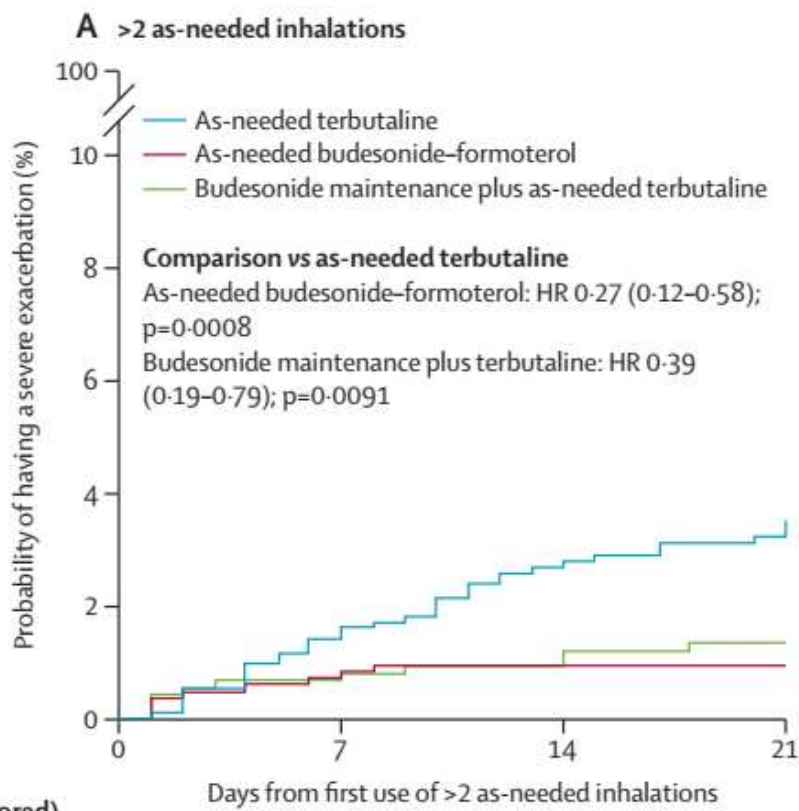 A >2 as-needed inhalations
100
As-needed terbutaline
10
As-needed budesonide–formoterol
Budesonide maintenance plus as-needed terbutaline
Comparison vs as-needed terbutaline
8
As-needed budesonide–formoterol: HR 0·27 (0·12–0·58);
p=0·0008
Budesonide maintenance plus terbutaline: HR 0·39
6
(0·19–0·79); p=0·0091
4
2
0
Probability of having a severe exacerbation (%)
0 7 14 21
Days from first use of >2 as-needed inhalations